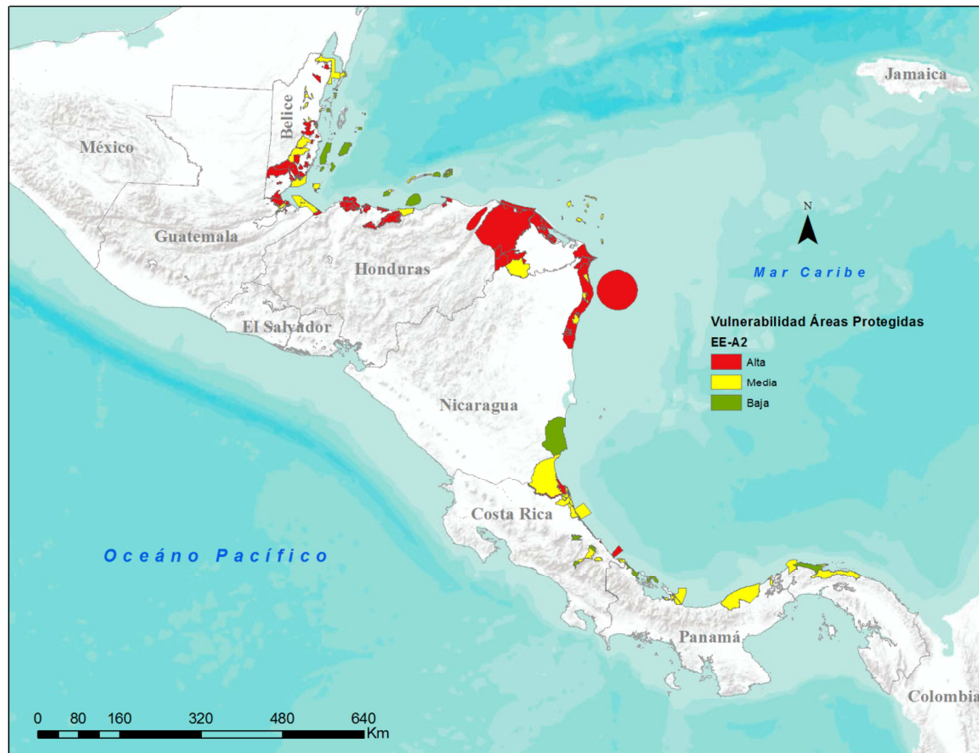 Jamaica
Belice
México
N
Guatemala
Mar Caribe
Honduras
Vulnerabilidad Áreas Protegidas
EE-A2
El Salvador
Alta
Media
Baja
Nicaragua
Costa Rica
Oceáno Pacífico
Panamá
Colombia
0 80 160 320 480 640
Km